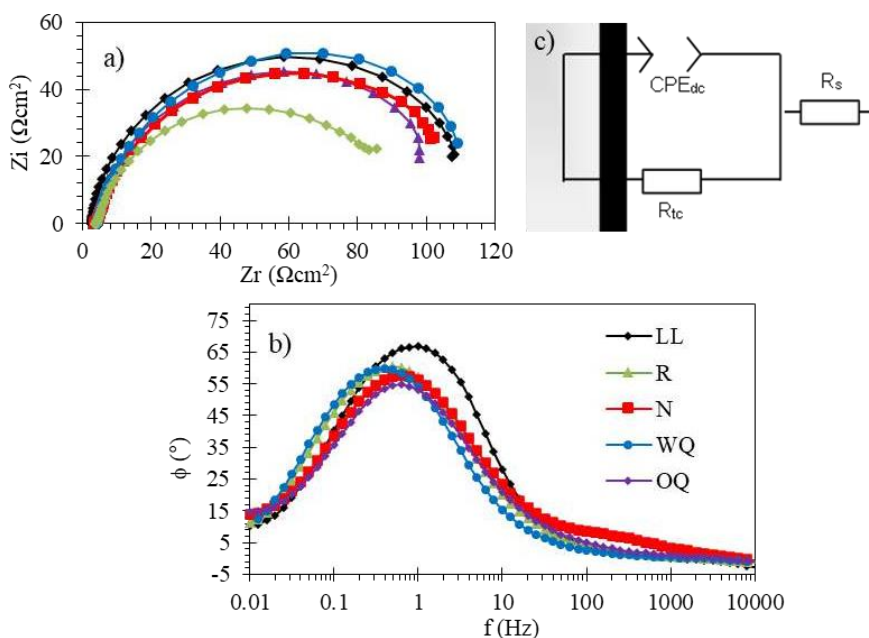 a)
Zi (Ωcm²)
60
40
20
0
0 20 40 60 80 100 120
Zr (Ωcm²)
c)
CPEdc
Rs
Rtc
b)
ϕ (°)
75
65
55
45
35
25
15
5
-5
0.01 0.1 1 10 100 1000 10000
f (Hz)
LL
R
N
WQ
OQ